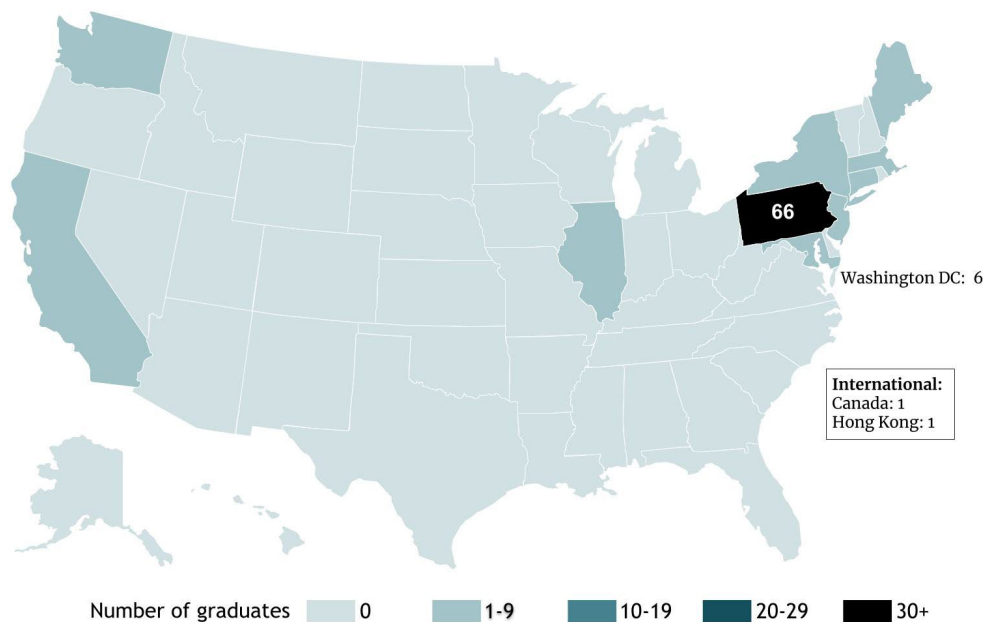 66
Washington DC: 6
International:
Canada: 1
Hong Kong: 1
Number of graduates 0 1-9 10-19 20-29 30+